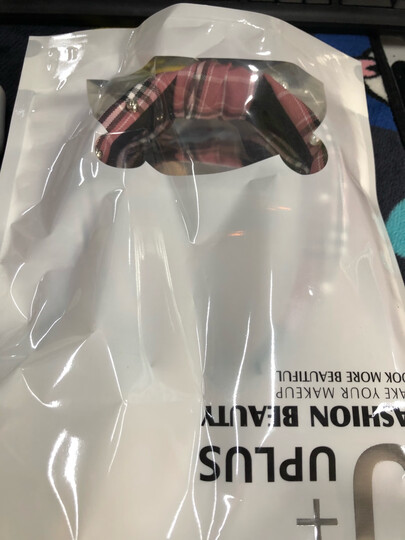 U+
UPLUS
ASHION BEAUTY
AKE YOUR MAKEUP
OOK MORE BEAUTIFUL